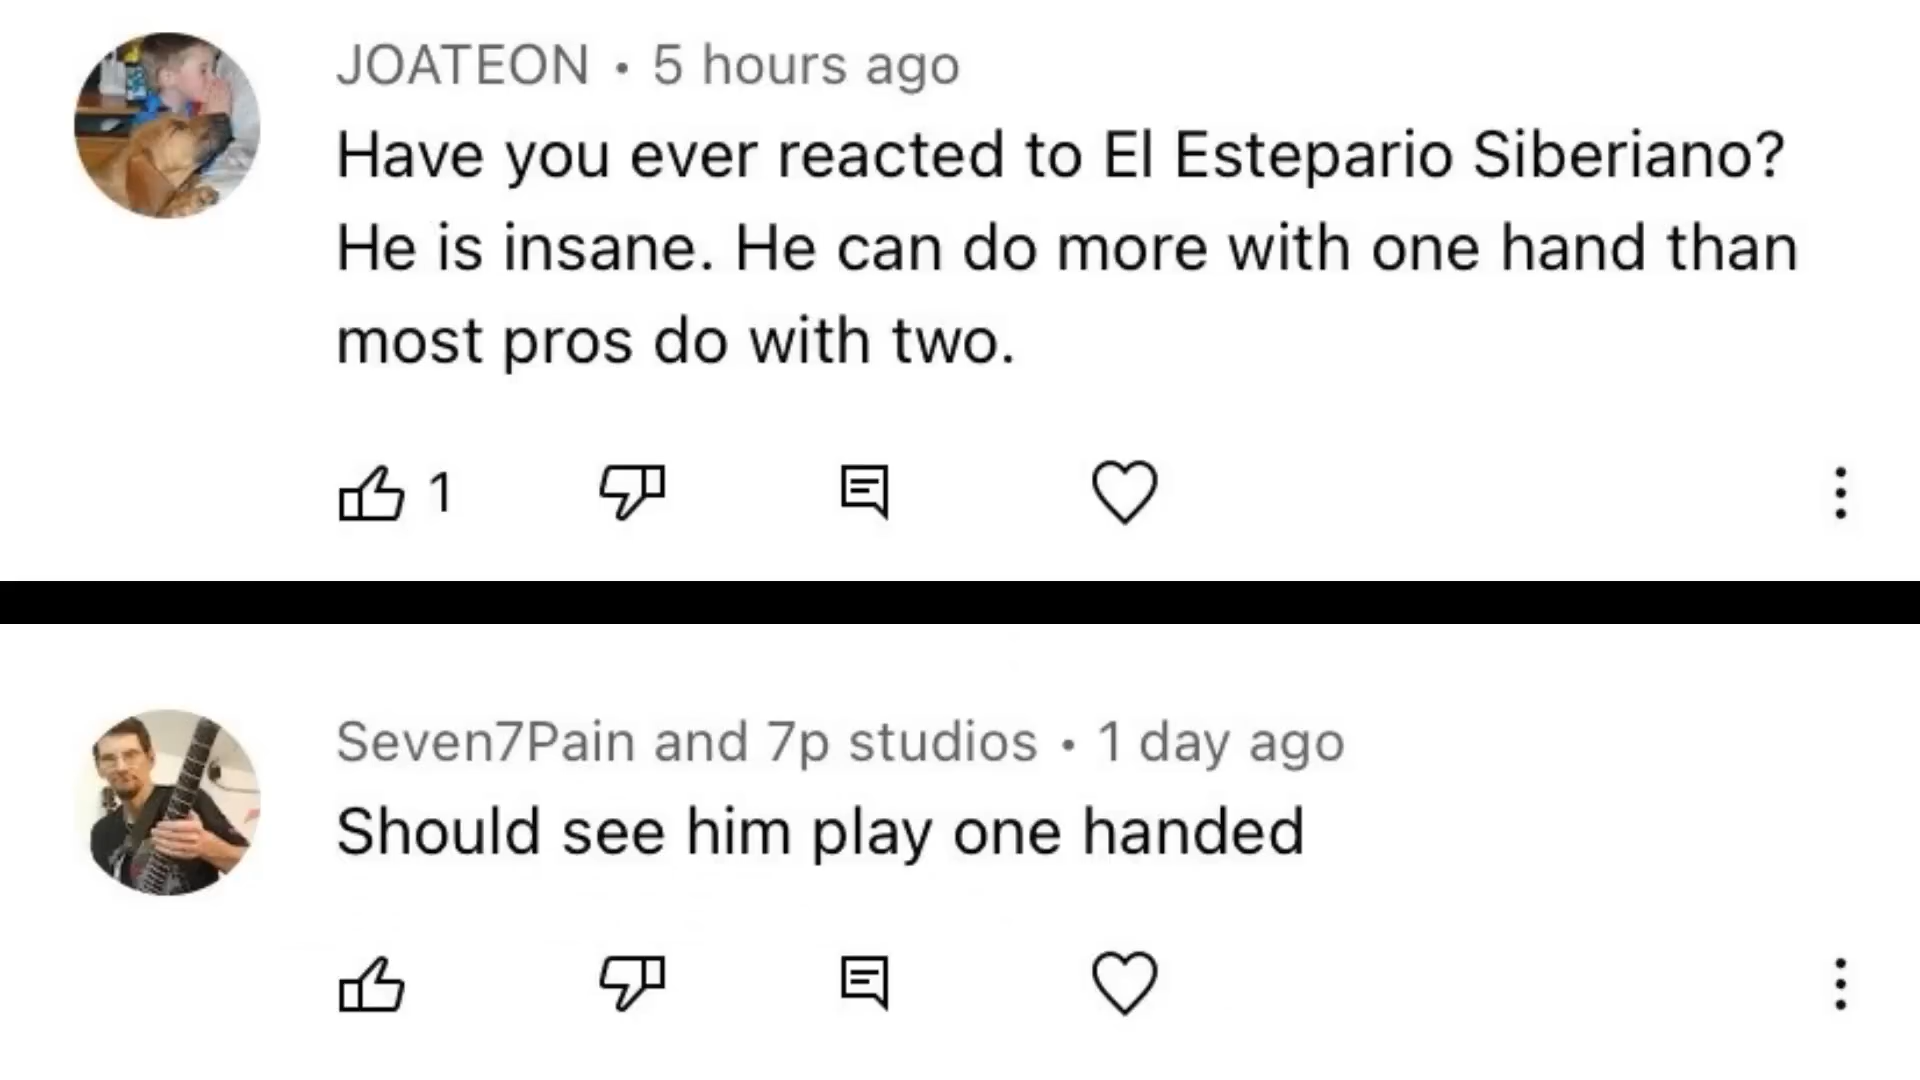 JOATEON • 5 hours ago
Have you ever reacted to El Estepario Siberiano?
He is insane. He can do more with one hand than
most pros do with two.
1
Seven7Pain and 7p studios • 1 day ago
Should see him play one handed